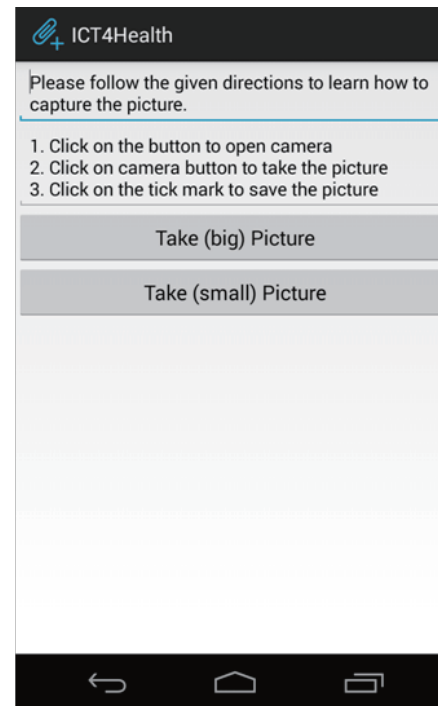 ICT4Health
Please follow the given directions to learn how to
capture the picture.
1. Click on the button to open camera
2. Click on camera button to take the picture
3. Click on the tick mark to save the picture
Take (big) Picture
Take (small) Picture